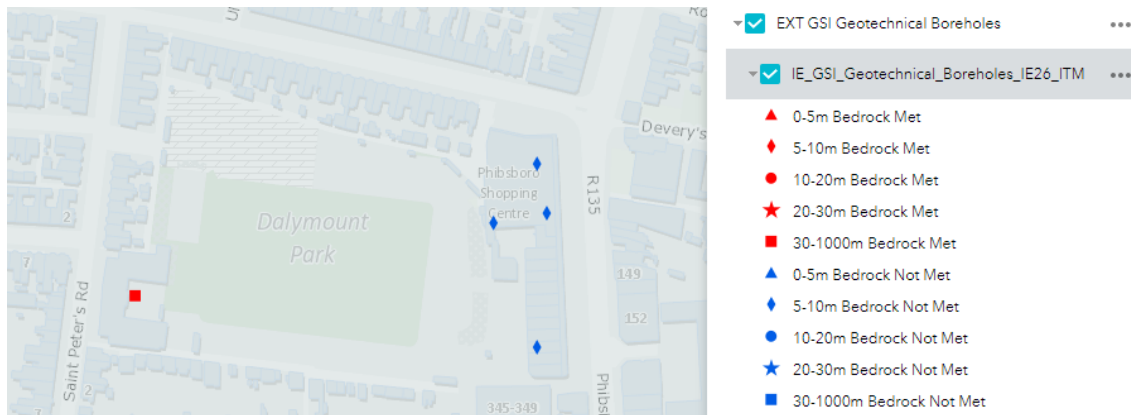 Devery's
Phibsboro
Shopping
Centre
R135
Dalymount
Park
2
7
149
152
Saint Peter's Rd
2
345-349
EXT GSI Geotechnical Boreholes
IE_GSI_Geotechnical_Boreholes_IE26_ITM
0-5m Bedrock Met
5-10m Bedrock Met
10-20m Bedrock Met
20-30m Bedrock Met
30-1000m Bedrock Met
0-5m Bedrock Not Met
5-10m Bedrock Not Met
10-20m Bedrock Not Met
20-30m Bedrock Not Met
30-1000m Bedrock Not Met